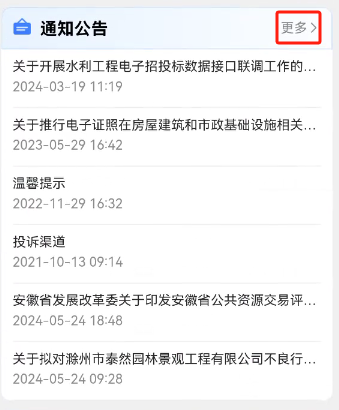 通知公告
更多>
关于开展水利工程电子招投标数据接口联调工作的...
2024-03-19 11:19
关于推行电子证照在房屋建筑和市政基础设施相关...
2023-05-29 16:42
温馨提示
2022-11-29 16:32
投诉渠道
2021-10-13 09:14
安徽省发展改革委关于印发安徽省公共资源交易评...
2024-05-24 18:48
关于拟对滁州市泰然园林景观工程有限公司不良行...
2024-05-24 09:28